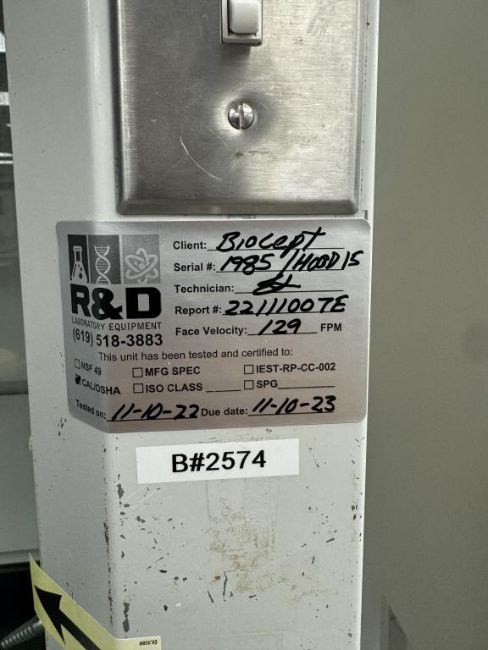 Client: Biocept
Serial #: 1985 / HOOD 15
R&D
LABORATORY EQUIPMENT
(619) 518-3883
Technician:
Report #: 22111007E
Face Velocity: 129 FPM
This unit has been tested and certified to:
NSF 49 MFG SPEC IEST-RP-CC-002
CAL/OSHA ISO CLASS SPG
Tested on: 11-10-22 Due date: 11-10-23
B#2574